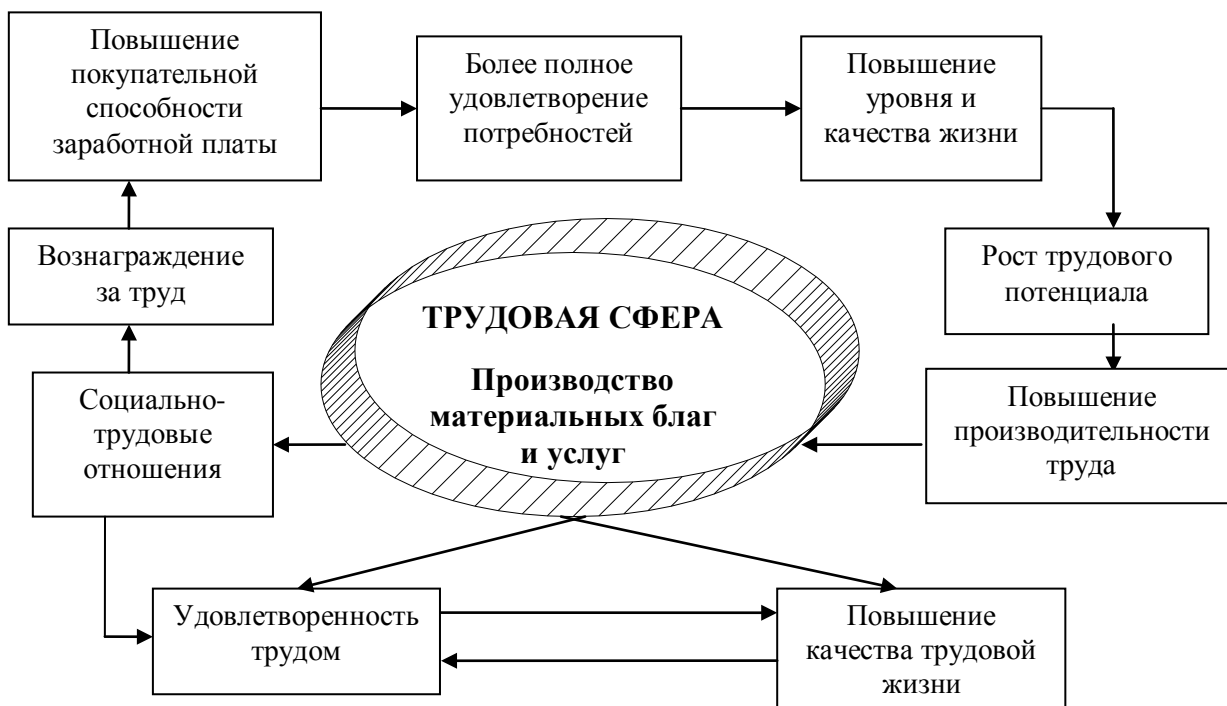 Повышение
покупательной
способности
заработной платы
Более полное
удовлетворение
потребностей
Повышение
уровня и
качества жизни
Вознаграждение
за труд
ТРУДОВАЯ СФЕРА
Производство
материальных благ
и услуг
Рост трудового
потенциала
Социально-
трудовые
отношения
Повышение
производительности
труда
Удовлетворенность
трудом
Повышение
качества трудовой
жизни